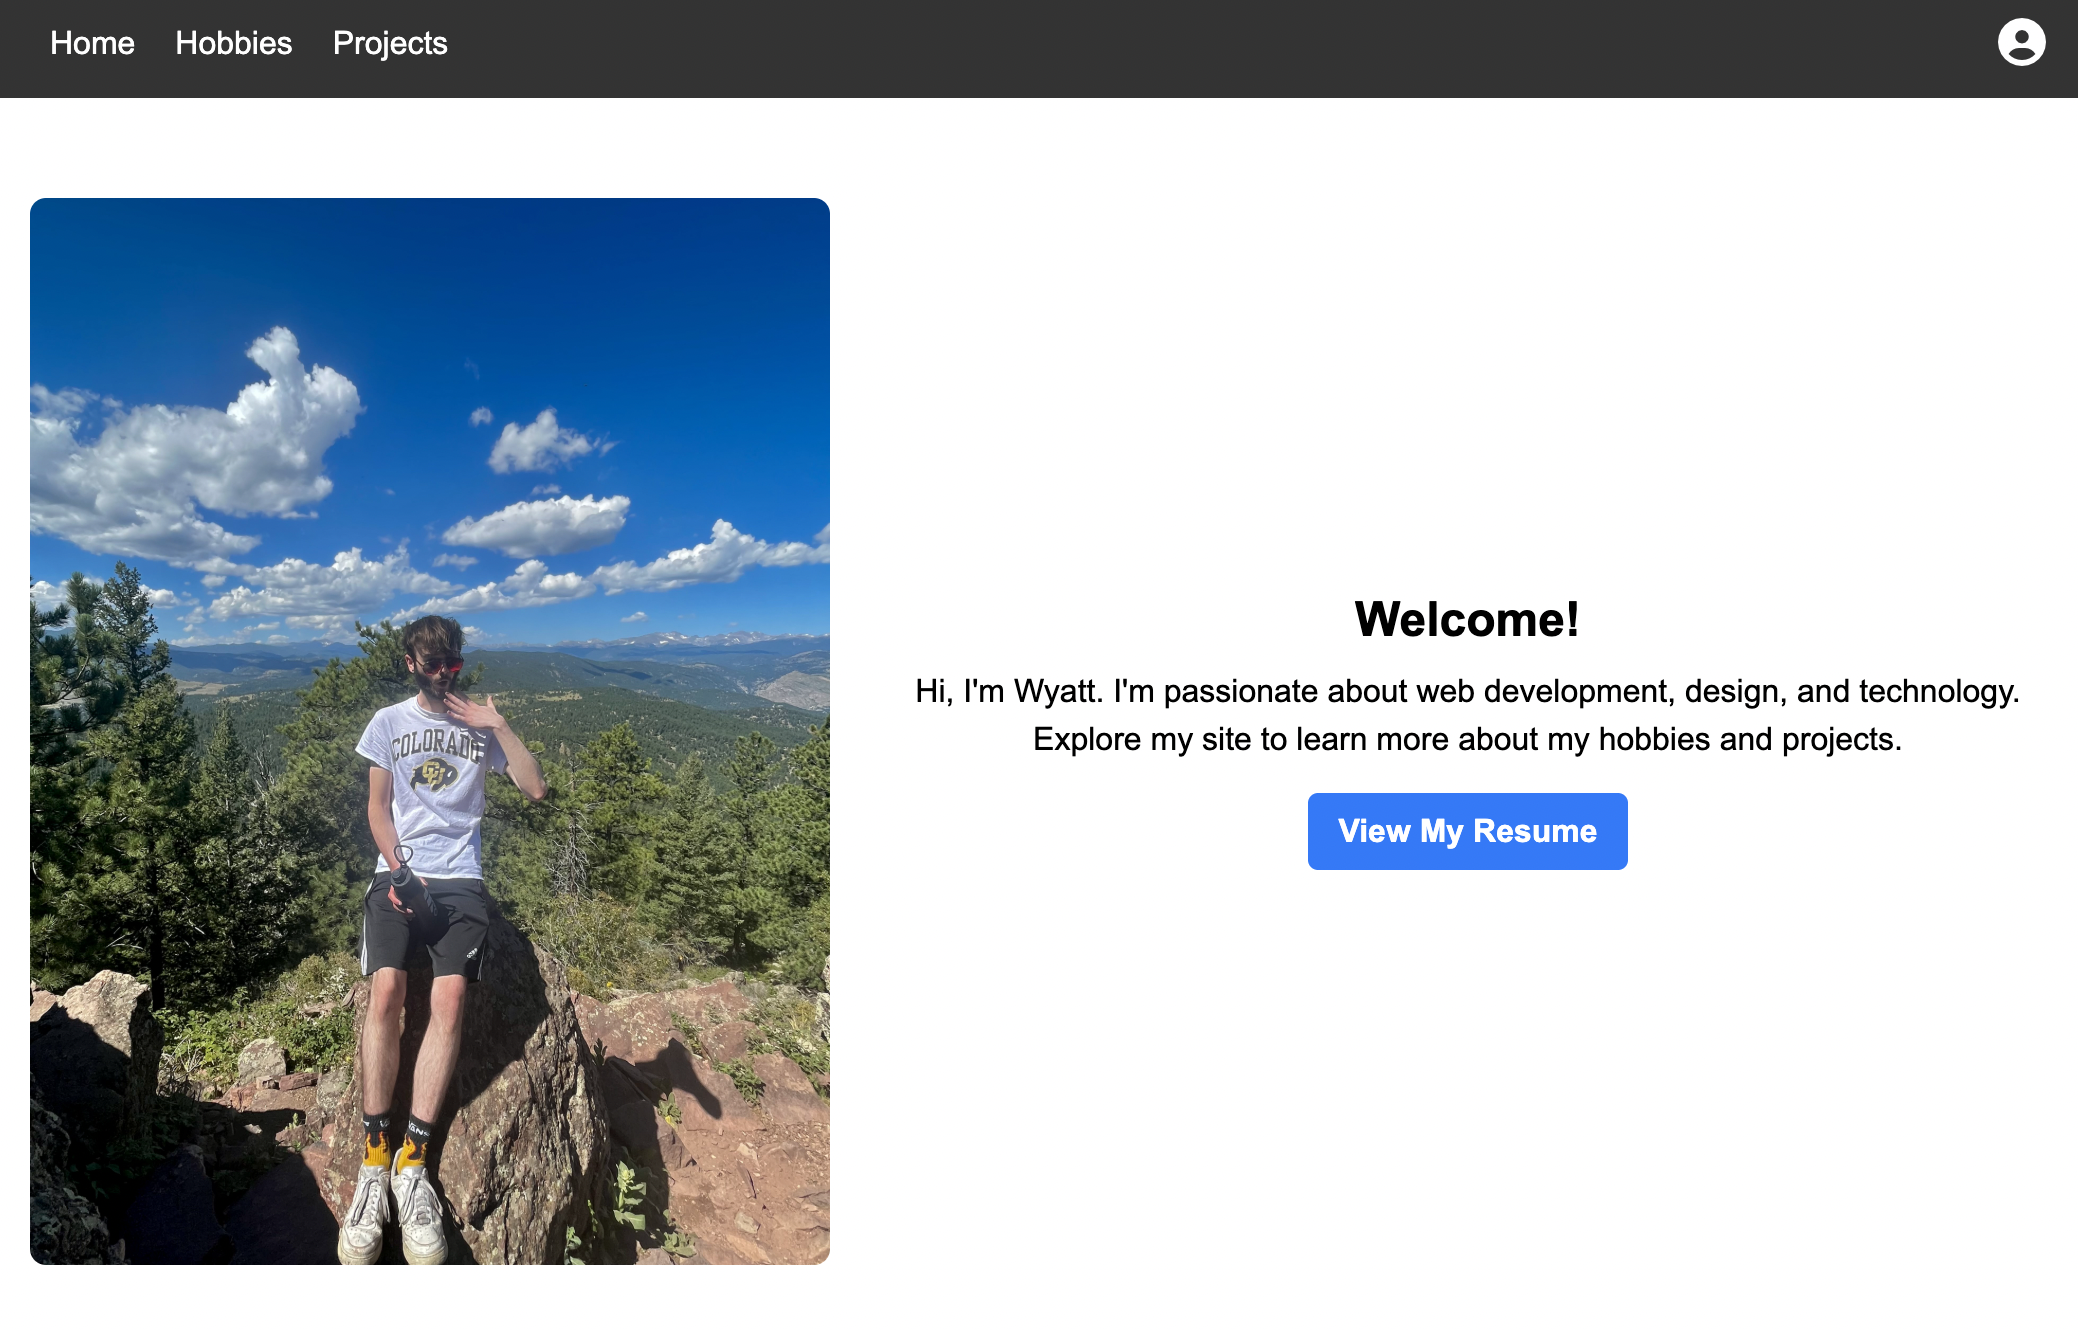 Home Hobbies Projects
COLORADO
CU
Welcome!
Hi, I'm Wyatt. I'm passionate about web development, design, and technology.
Explore my site to learn more about my hobbies and projects.
View My Resume